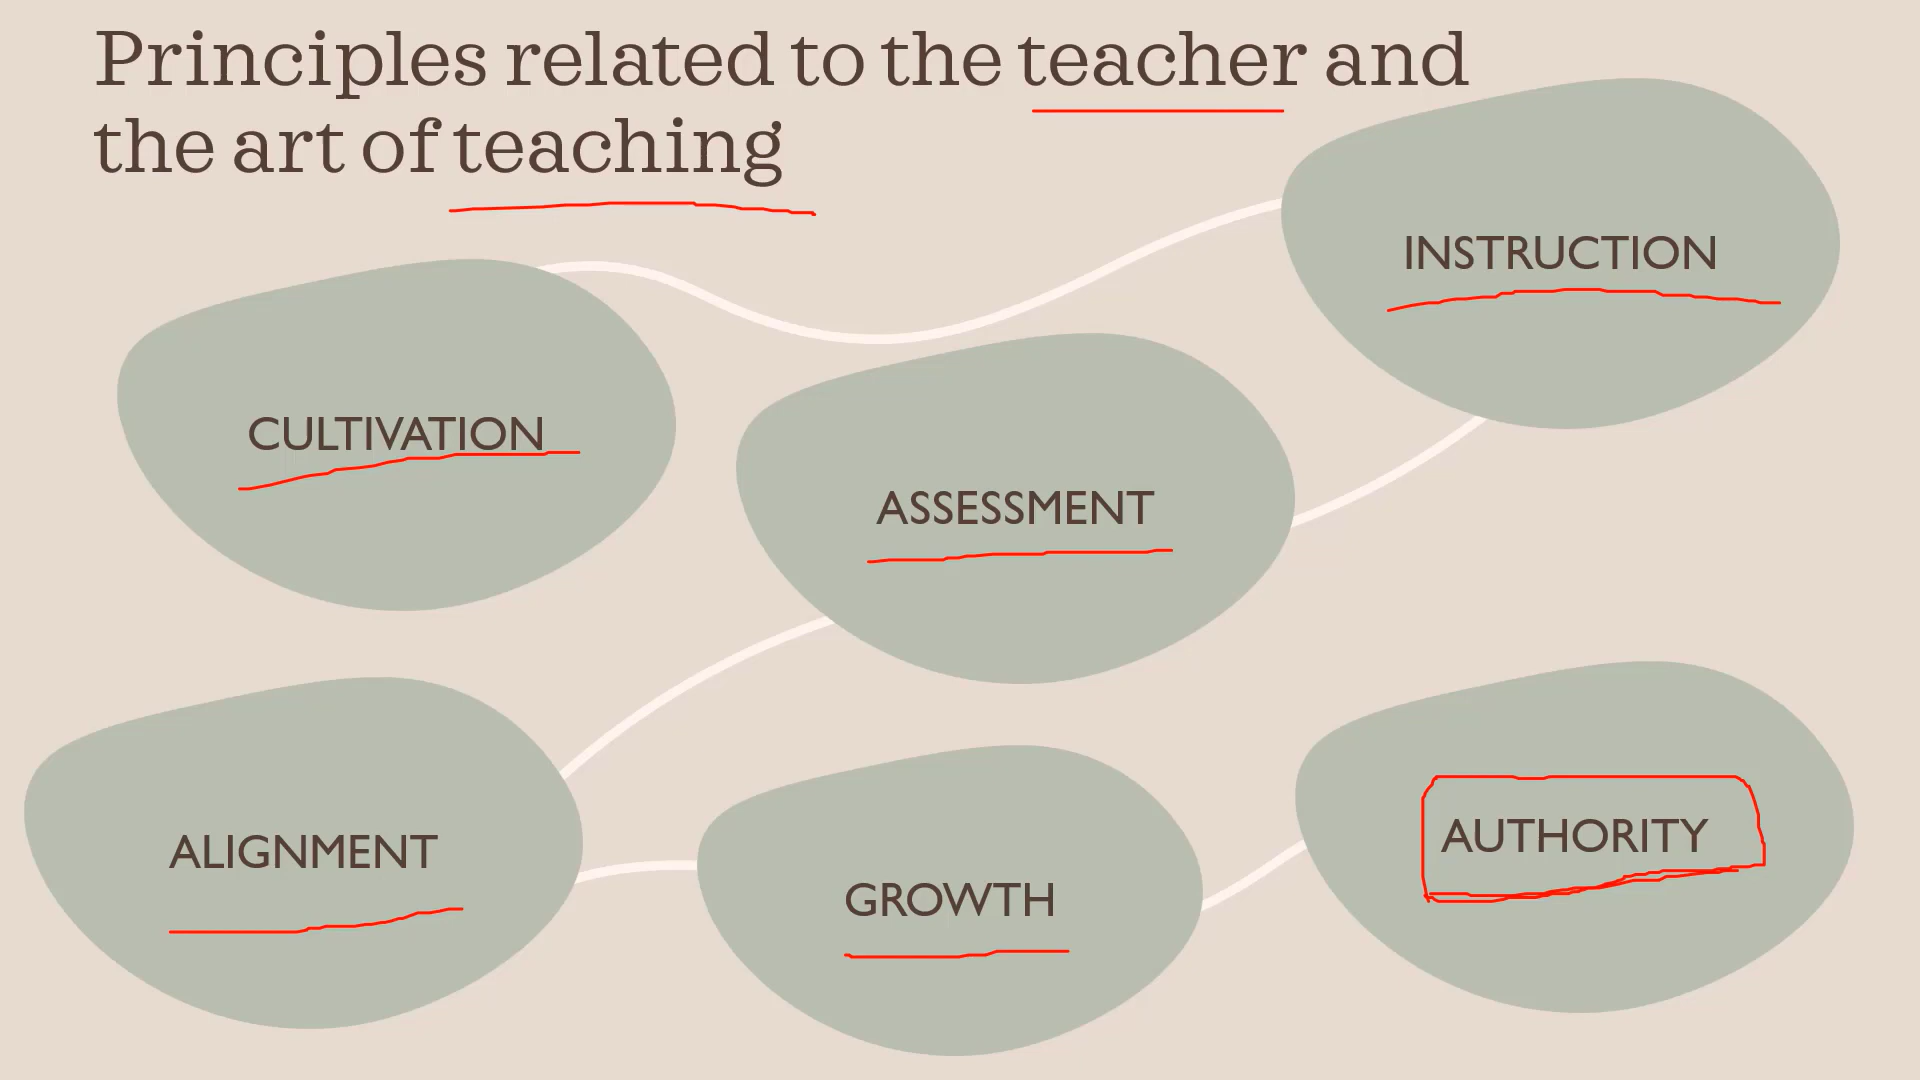 Principles related to the teacher and
the art of teaching
INSTRUCTION
CULTIVATION
ASSESSMENT
ALIGNMENT
GROWTH
AUTHORITY